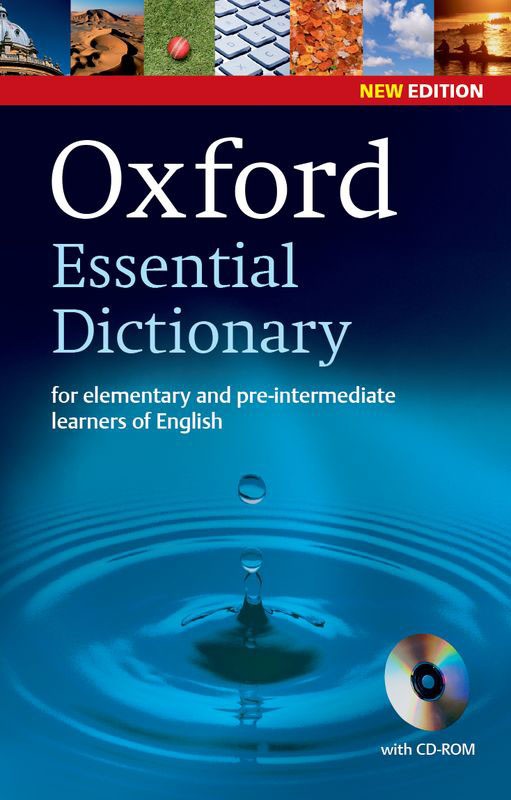 NEW EDITION
Oxford
Essential
Dictionary
for elementary and pre-intermediate
learners of English
with CD-ROM